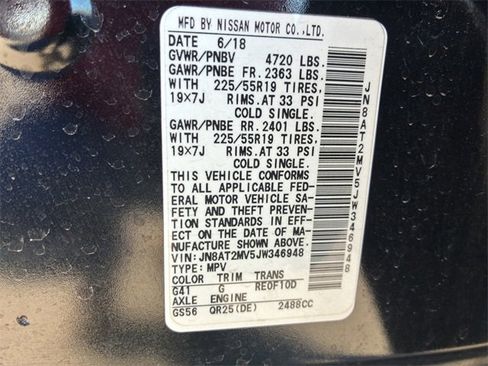 MFD BY NISSAN MOTOR CO.,LTD.
DATE 6/18
GVWR/PNBV 4720 LBS.
GAWR/PNBE FR. 2363 LBS.
WITH 225/55R19 TIRES,
19×7J RIMS.AT 33 PSI
COLD SINGLE.
GAWR/PNBE RR. 2401 LBS.
WITH 225/55R19 TIRES,
19×7J RIMS.AT 33 PSI
COLD SINGLE.
THIS VEHICLE CONFORMS
TO ALL APPLICABLE FEDE-
RAL MOTOR VEHICLE SA-
FETY AND THEFT PREVEN-
TION STANDARDS IN EFF-
ECT ON THE DATE OF MA-
NUFACTURE SHOWN ABOVE.
VIN: JN8AT2MV5JW346948
TYPE: MPV
COLOR TRIM TRANS
G41 G RE0F10D
AXLE ENGINE
GS56 QR25(DE) 2488CC
JN8AT2MV5JW346948